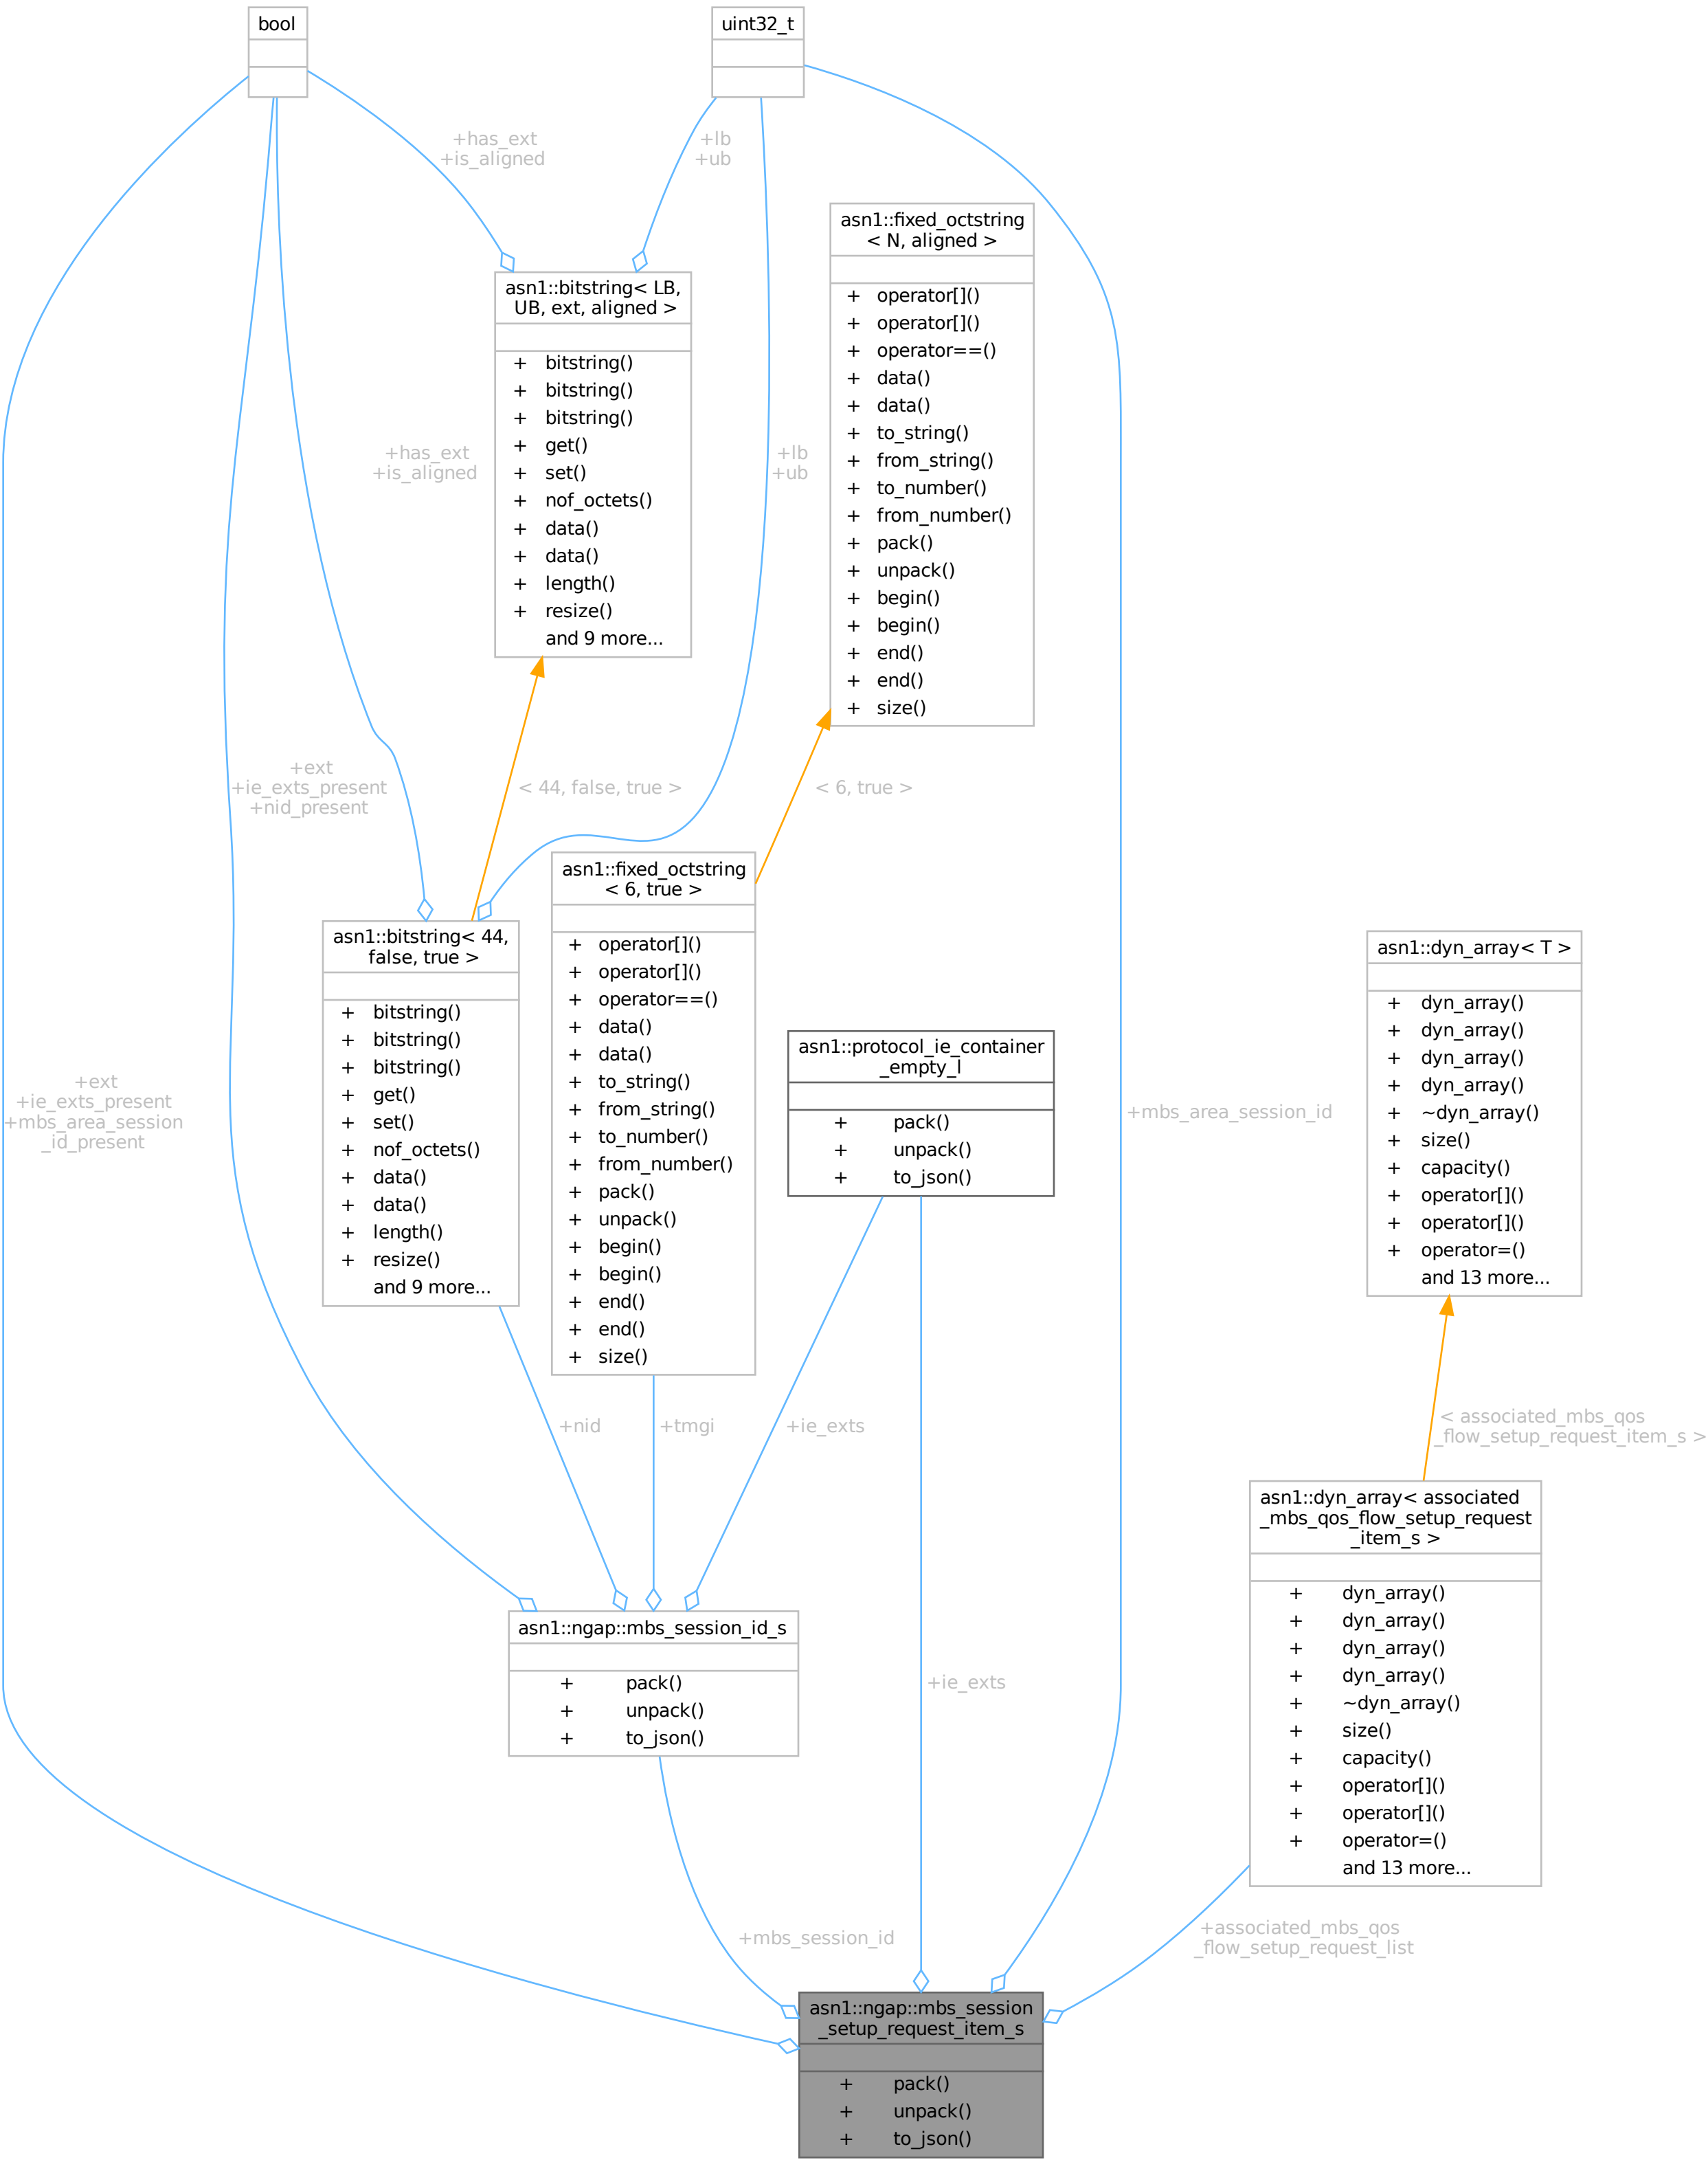 bool
uint32_t
+has_ext
+is_aligned
+lb
+ub
asn1::fixed_octstring
< N, aligned >
+ operator[]()
+ operator[]()
+ operator==()
+ data()
+ data()
+ to_string()
+ from_string()
+ to_number()
+ from_number()
+ pack()
+ unpack()
+ begin()
+ begin()
+ end()
+ end()
+ size()
asn1::bitstring< LB,
UB, ext, aligned >
+ bitstring()
+ bitstring()
+ bitstring()
+ get()
+ set()
+ nof_octets()
+ data()
+ data()
+ length()
+ resize()
and 9 more...
+has_ext
+is_aligned
+lb
+ub
+ext
+ie_exts_present
+nid_present
< 44, false, true >
< 6, true >
asn1::fixed_octstring
< 6, true >
+ operator[]()
+ operator[]()
+ operator==()
+ data()
+ data()
+ to_string()
+ from_string()
+ to_number()
+ from_number()
+ pack()
+ unpack()
+ begin()
+ begin()
+ end()
+ end()
+ size()
asn1::bitstring< 44,
false, true >
+ bitstring()
+ bitstring()
+ bitstring()
+ get()
+ set()
+ nof_octets()
+ data()
+ data()
+ length()
+ resize()
and 9 more...
asn1::dyn_array< T >
+ dyn_array()
+ dyn_array()
+ dyn_array()
+ dyn_array()
+ ~dyn_array()
+ size()
+ capacity()
+ operator[]()
+ operator[]()
+ operator=()
and 13 more...
asn1::protocol_ie_container
_empty_l
+ pack()
+ unpack()
+ to_json()
+ext
+ie_exts_present
+mbs_area_session
_id_present
+mbs_area_session_id
+nid
+tmgi
+ie_exts
< associated_mbs_qos
_flow_setup_request_item_s >
asn1::dyn_array< associated
_mbs_qos_flow_setup_request
_item_s >
+ dyn_array()
+ dyn_array()
+ dyn_array()
+ dyn_array()
+ ~dyn_array()
+ size()
+ capacity()
+ operator[]()
+ operator[]()
+ operator=()
and 13 more...
asn1::ngap::mbs_session_id_s
+ pack()
+ unpack()
+ to_json()
+ie_exts
+mbs_session_id
+associated_mbs_qos
_flow_setup_request_list
asn1::ngap::mbs_session
_setup_request_item_s
+ pack()
+ unpack()
+ to_json()